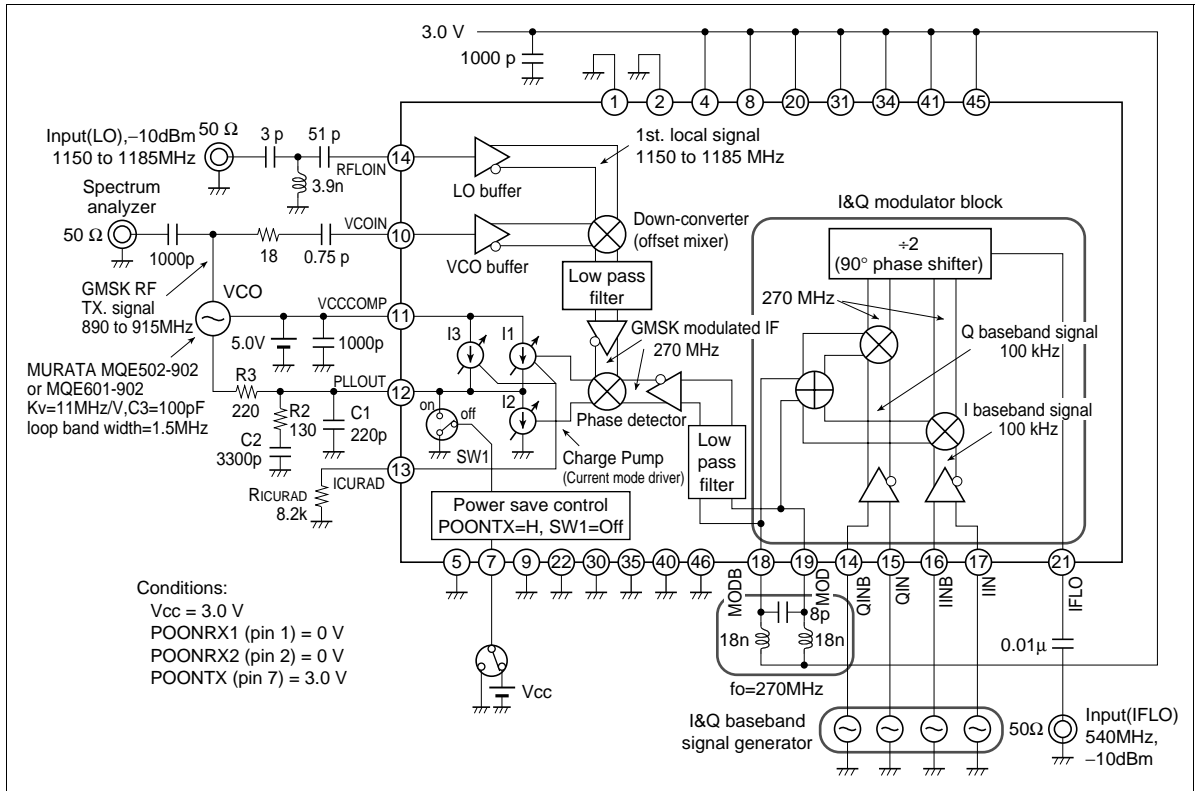 3.0 V
1000 p
1
2
4
8
20
31
34
41
45
Input(LO),–10dBm
1150 to 1185MHz
50 Ω
3 p
51 p
3.9n
RFLOIN
14
LO buffer
1st. local signal
1150 to 1185 MHz
Spectrum
analyzer
50 Ω
1000p
18
0.75 p
VCOIN
10
VCO buffer
Down-converter
(offset mixer)
Low pass
filter
I&Q modulator block
÷2
(90° phase shifter)
270 MHz
Q baseband signal
100 kHz
I baseband signal
100 kHz
GMSK RF
TX. signal
890 to 915MHz
VCO
VCCCOMP
11
5.0V
1000p
I3
I1
I2
GMSK modulated IF
270 MHz
Phase detector
MURATA MQE502-902
or MQE601-902
Kv=11MHz/V,C3=100pF
loop band width=1.5MHz
R3
220
PLLOUT
12
R2
130
C1
220p
C2
3300p
on
off
SW1
Charge Pump
(Current mode driver)
Low
pass
filter
13
ICURAD
RICURAD
8.2k
Power save control
POONTX=H, SW1=Off
5
7
9
22
30
35
40
46
18
19
14
15
16
17
21
MODB
MOD
QINB
QIN
IINB
IIN
IFLO
8p
18n
18n
fo=270MHz
0.01µ
Conditions:
Vcc = 3.0 V
POONRX1 (pin 1) = 0 V
POONRX2 (pin 2) = 0 V
POONTX (pin 7) = 3.0 V
Vcc
I&Q baseband
signal generator
50Ω
Input(IFLO)
540MHz,
–10dBm